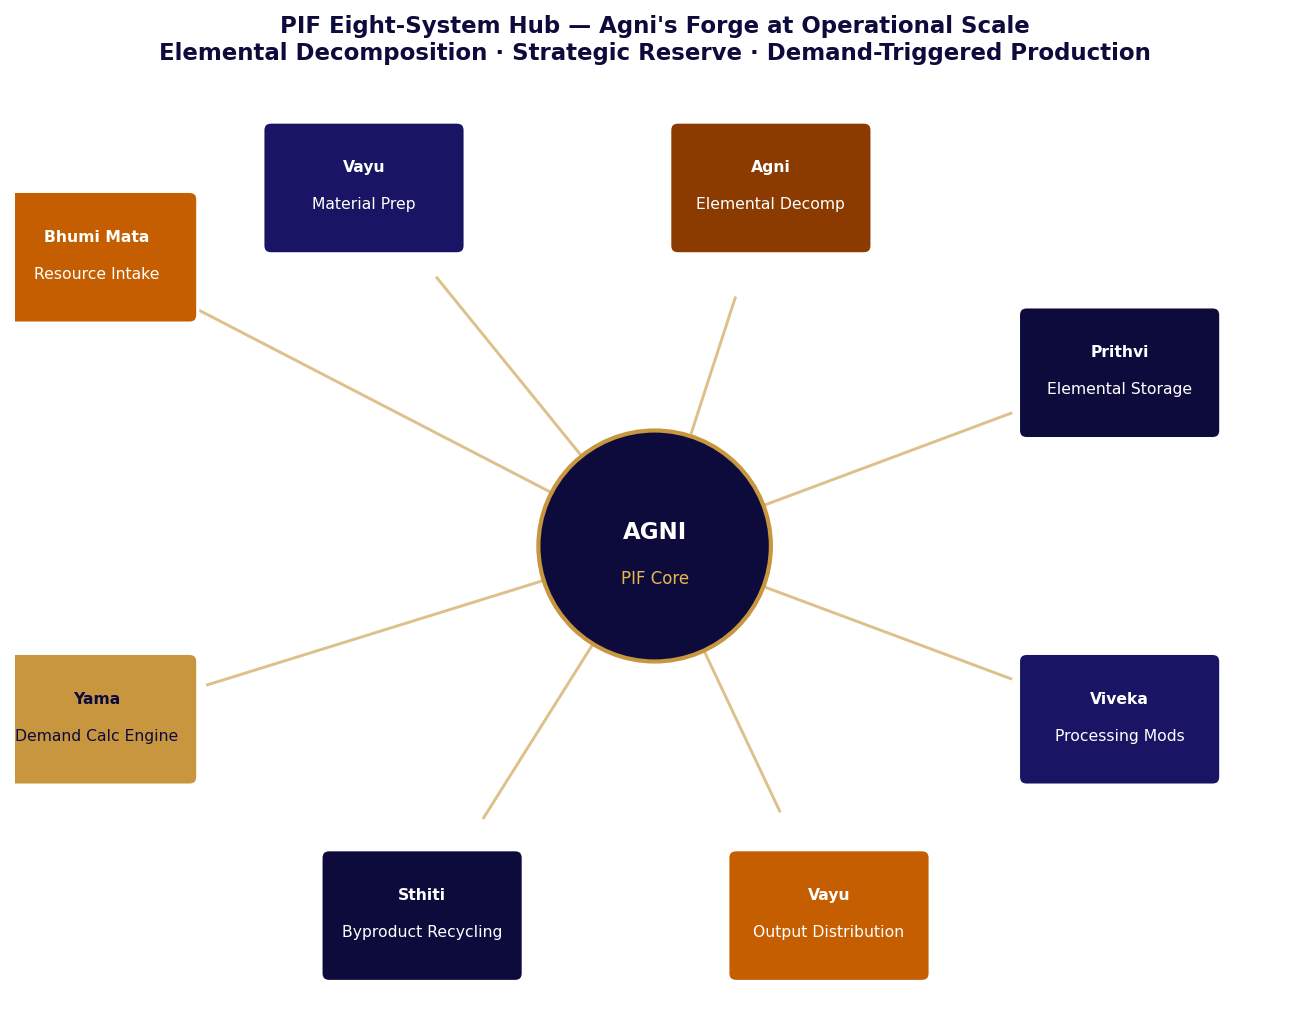 PIF Eight-System Hub — Agni's Forge at Operational Scale
Elemental Decomposition · Strategic Reserve · Demand-Triggered Production
Vayu
Material Prep
Agni
Elemental Decomp
Bhumi Mata
Resource Intake
Prithvi
Elemental Storage
AGNI
PIF Core
Yama
Demand Calc Engine
Viveka
Processing Mods
Sthiti
Byproduct Recycling
Vayu
Output Distribution